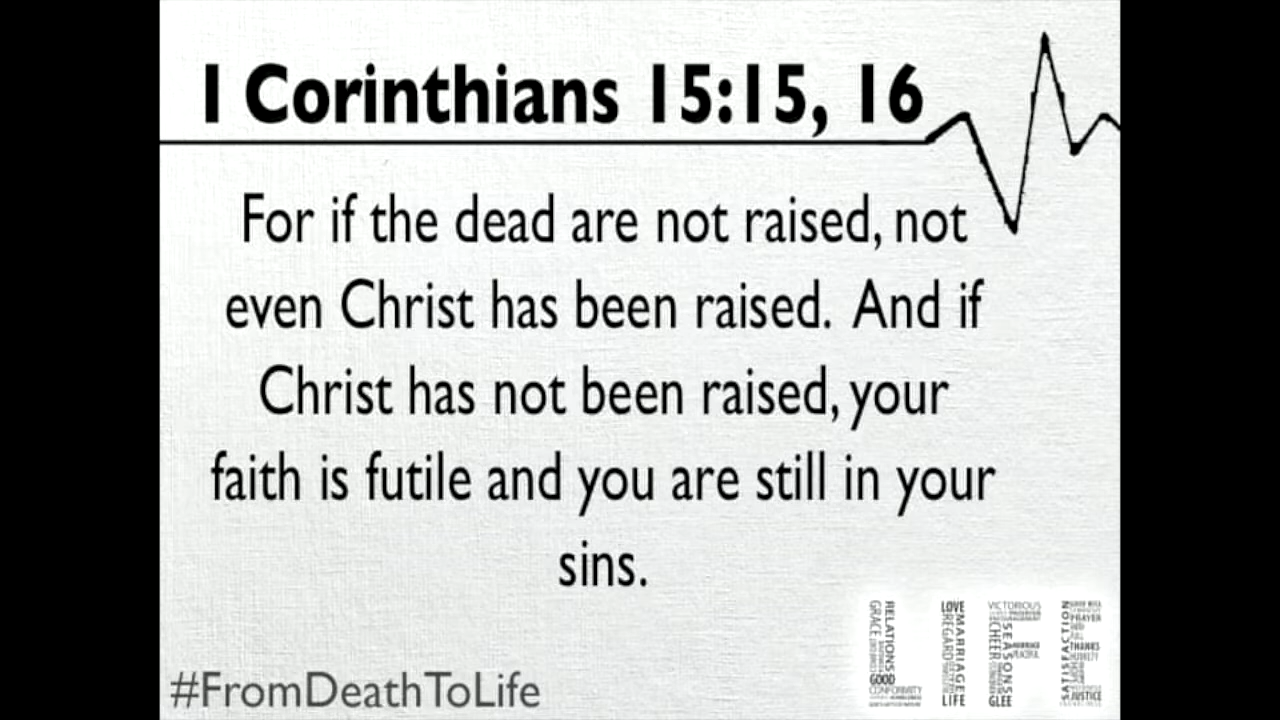 1 Corinthians 15:15, 16
For if the dead are not raised, not
even Christ has been raised. And if
Christ has not been raised, your
faith is futile and you are still in your
sins.
#FromDeathToLife
LIFE
GRACE
RELATIONS
GOOD
CONFORMITY
LOVE
REGARD
MARRIAGE
LIFE
VICTORIOUS
CHEER
SEASONS
GLEE
SATISFACTION
PRAYER
THANKS
JUSTICE